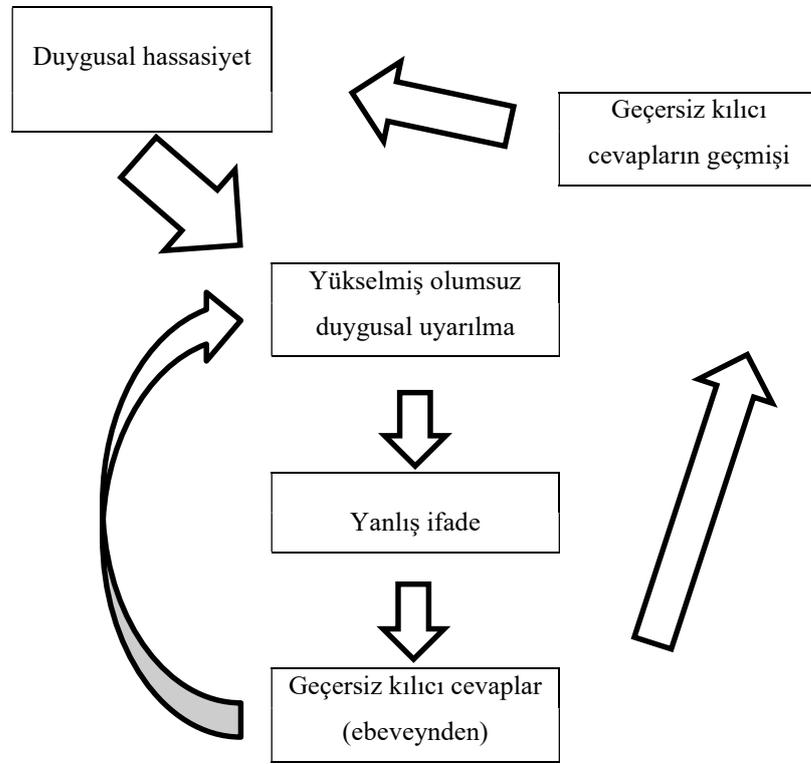 Duygusal hassasiyet
Geçersiz kılıcı
cevapların geçmişi
Yükselmiş olumsuz
duygusal uyarılma
Yanlış ifade
Geçersiz kılıcı cevaplar
(ebeveynden)